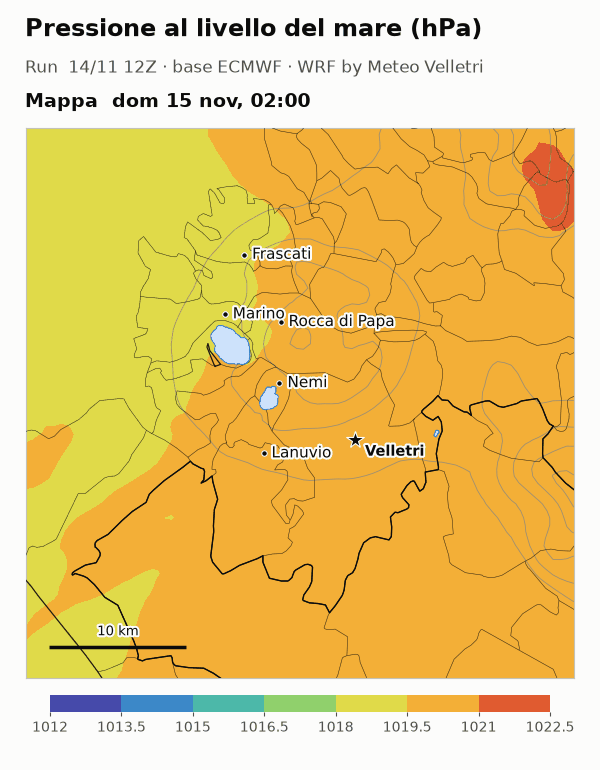 Pressione al livello del mare (hPa)
Run 14/11 12Z · base ECMWF · WRF by Meteo Velletri
Mappa dom 15 nov, 02:00
Frascati
Marino
Rocca di Papa
Nemi
Velletri
Lanuvio
10 km
1012 1013.5 1015 1016.5 1018 1019.5 1021 1022.5